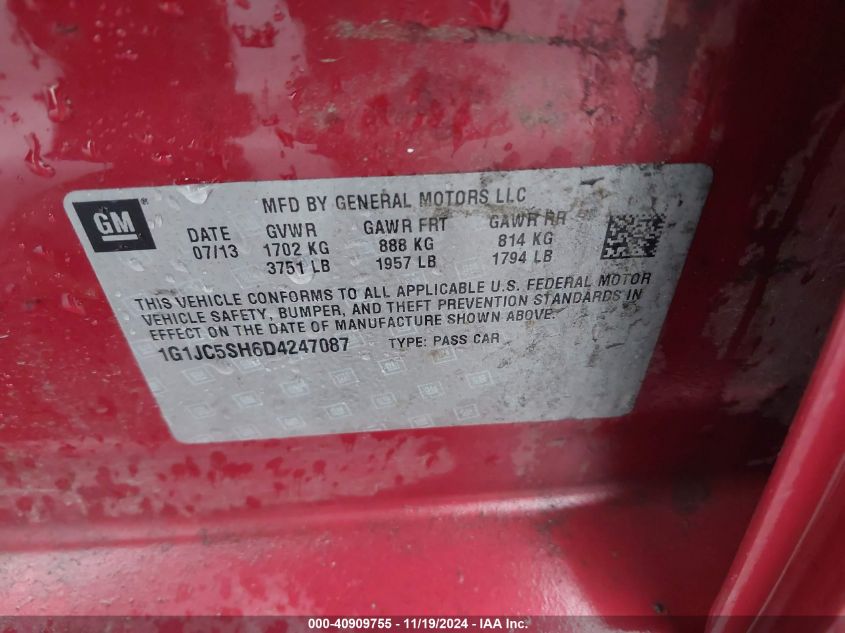 GM
MFD BY GENERAL MOTORS LLC
DATE GVWR GAWR FRT GAWR RR
07/13 1702 KG 888 KG 814 KG
3751 LB 1957 LB 1794 LB
THIS VEHICLE CONFORMS TO ALL APPLICABLE U.S. FEDERAL MOTOR
VEHICLE SAFETY, BUMPER, AND THEFT PREVENTION STANDARDS IN
EFFECT ON THE DATE OF MANUFACTURE SHOWN ABOVE.
1G1JC5SH6D4247087 TYPE: PASS CAR
000-40909755 - 11/19/2024 - IAA Inc.